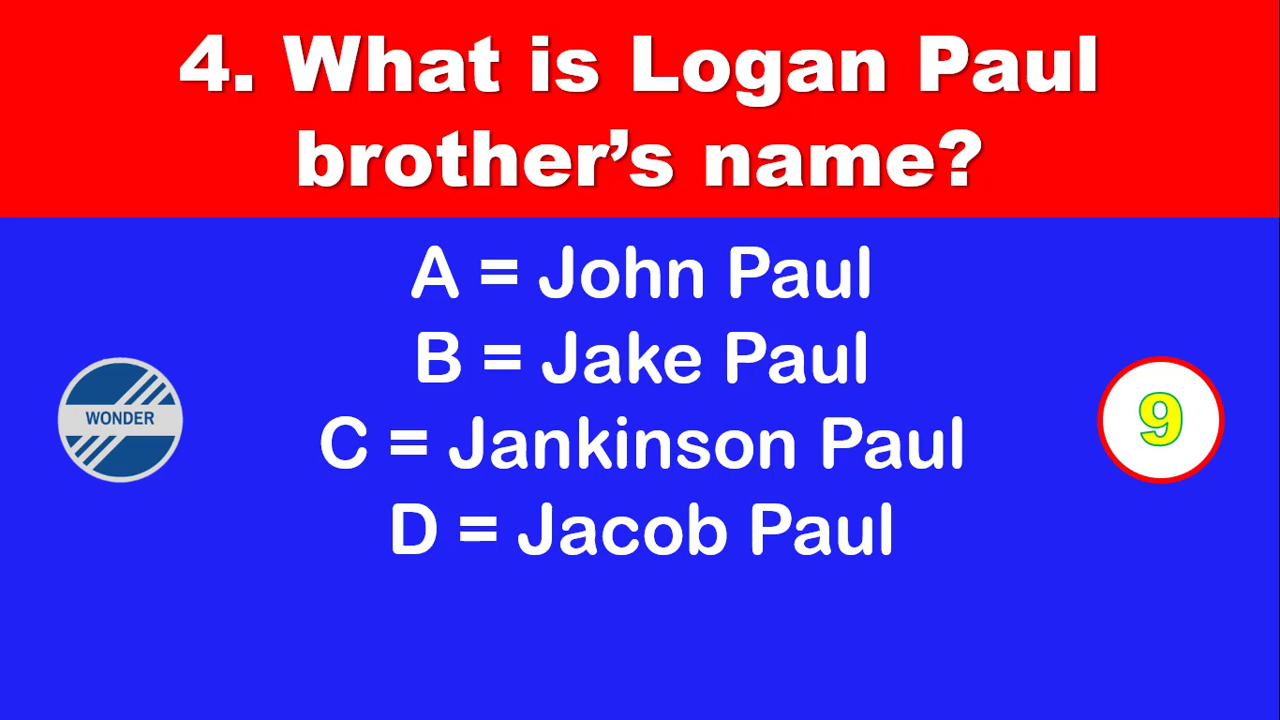 4. What is Logan Paul
brother’s name?
A = John Paul
B = Jake Paul
WONDER
9
C = Jankinson Paul
D = Jacob Paul